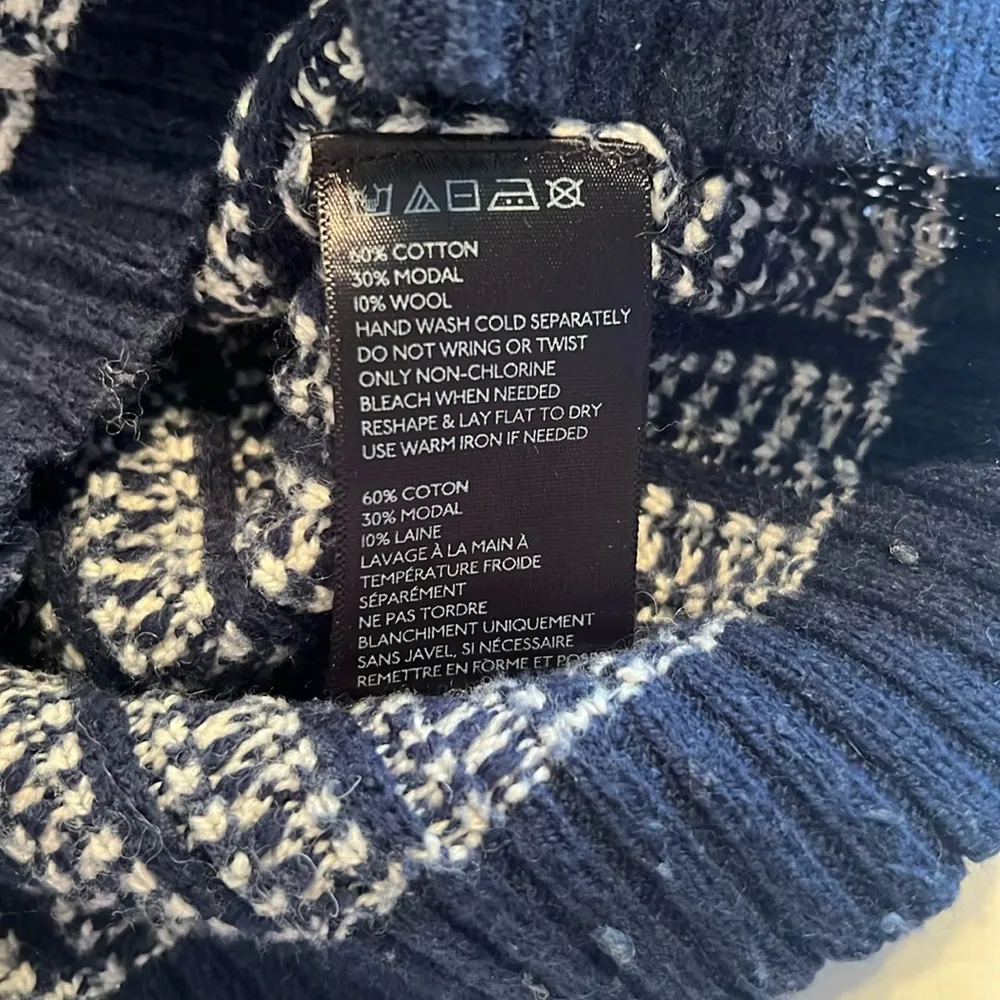 60% COTTON
30% MODAL
10% WOOL
HAND WASH COLD SEPARATELY
DO NOT WRING OR TWIST
ONLY NON-CHLORINE
BLEACH WHEN NEEDED
RESHAPE & LAY FLAT TO DRY
USE WARM IRON IF NEEDED
60% COTON
30% MODAL
10% LAINE
LAVAGE À LA MAIN À
TEMPÉRATURE FROIDE
SÉPARÉMENT
NE PAS TORDRE
BLANCHIMENT UNIQUEMENT
SANS JAVEL, SI NÉCESSAIRE
REMETTRE EN FORME ET